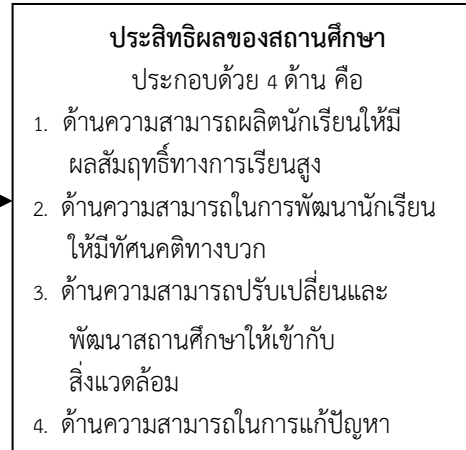 ประสิทธิผลของสถานศึกษา
ประกอบด้วย 4 ด้าน คือ
1. ด้านความสามารถผลิตนักเรียนให้มี
ผลสัมฤทธิ์ทางการเรียนสูง
2. ด้านความสามารถในการพัฒนานักเรียน
ให้มีทัศนคติทางบวก
3. ด้านความสามารถปรับเปลี่ยนและ
พัฒนาสถานศึกษาให้เข้ากับ
สิ่งแวดล้อม
4. ด้านความสามารถในการแก้ปัญหา